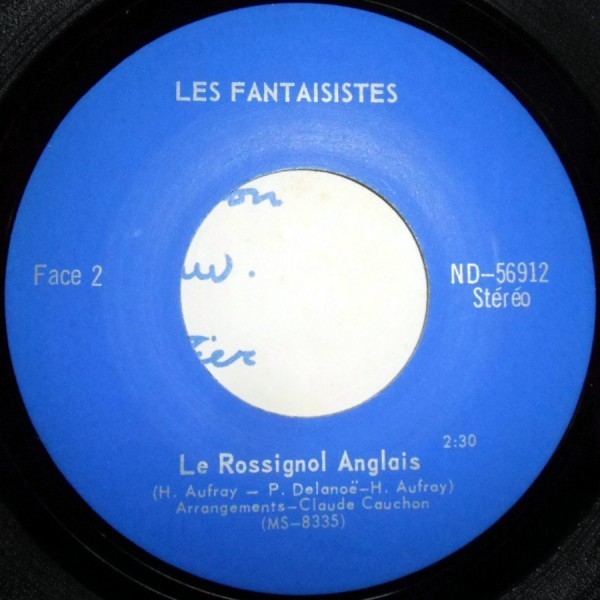 LES FANTAISISTES
on
Face 2
ND-56912
Stéréo
2:30
Le Rossignol Anglais
(H. Aufray - P. Delanoë-H. Aufray)
Arrangements-Claude Cauchon
(MS-8335)